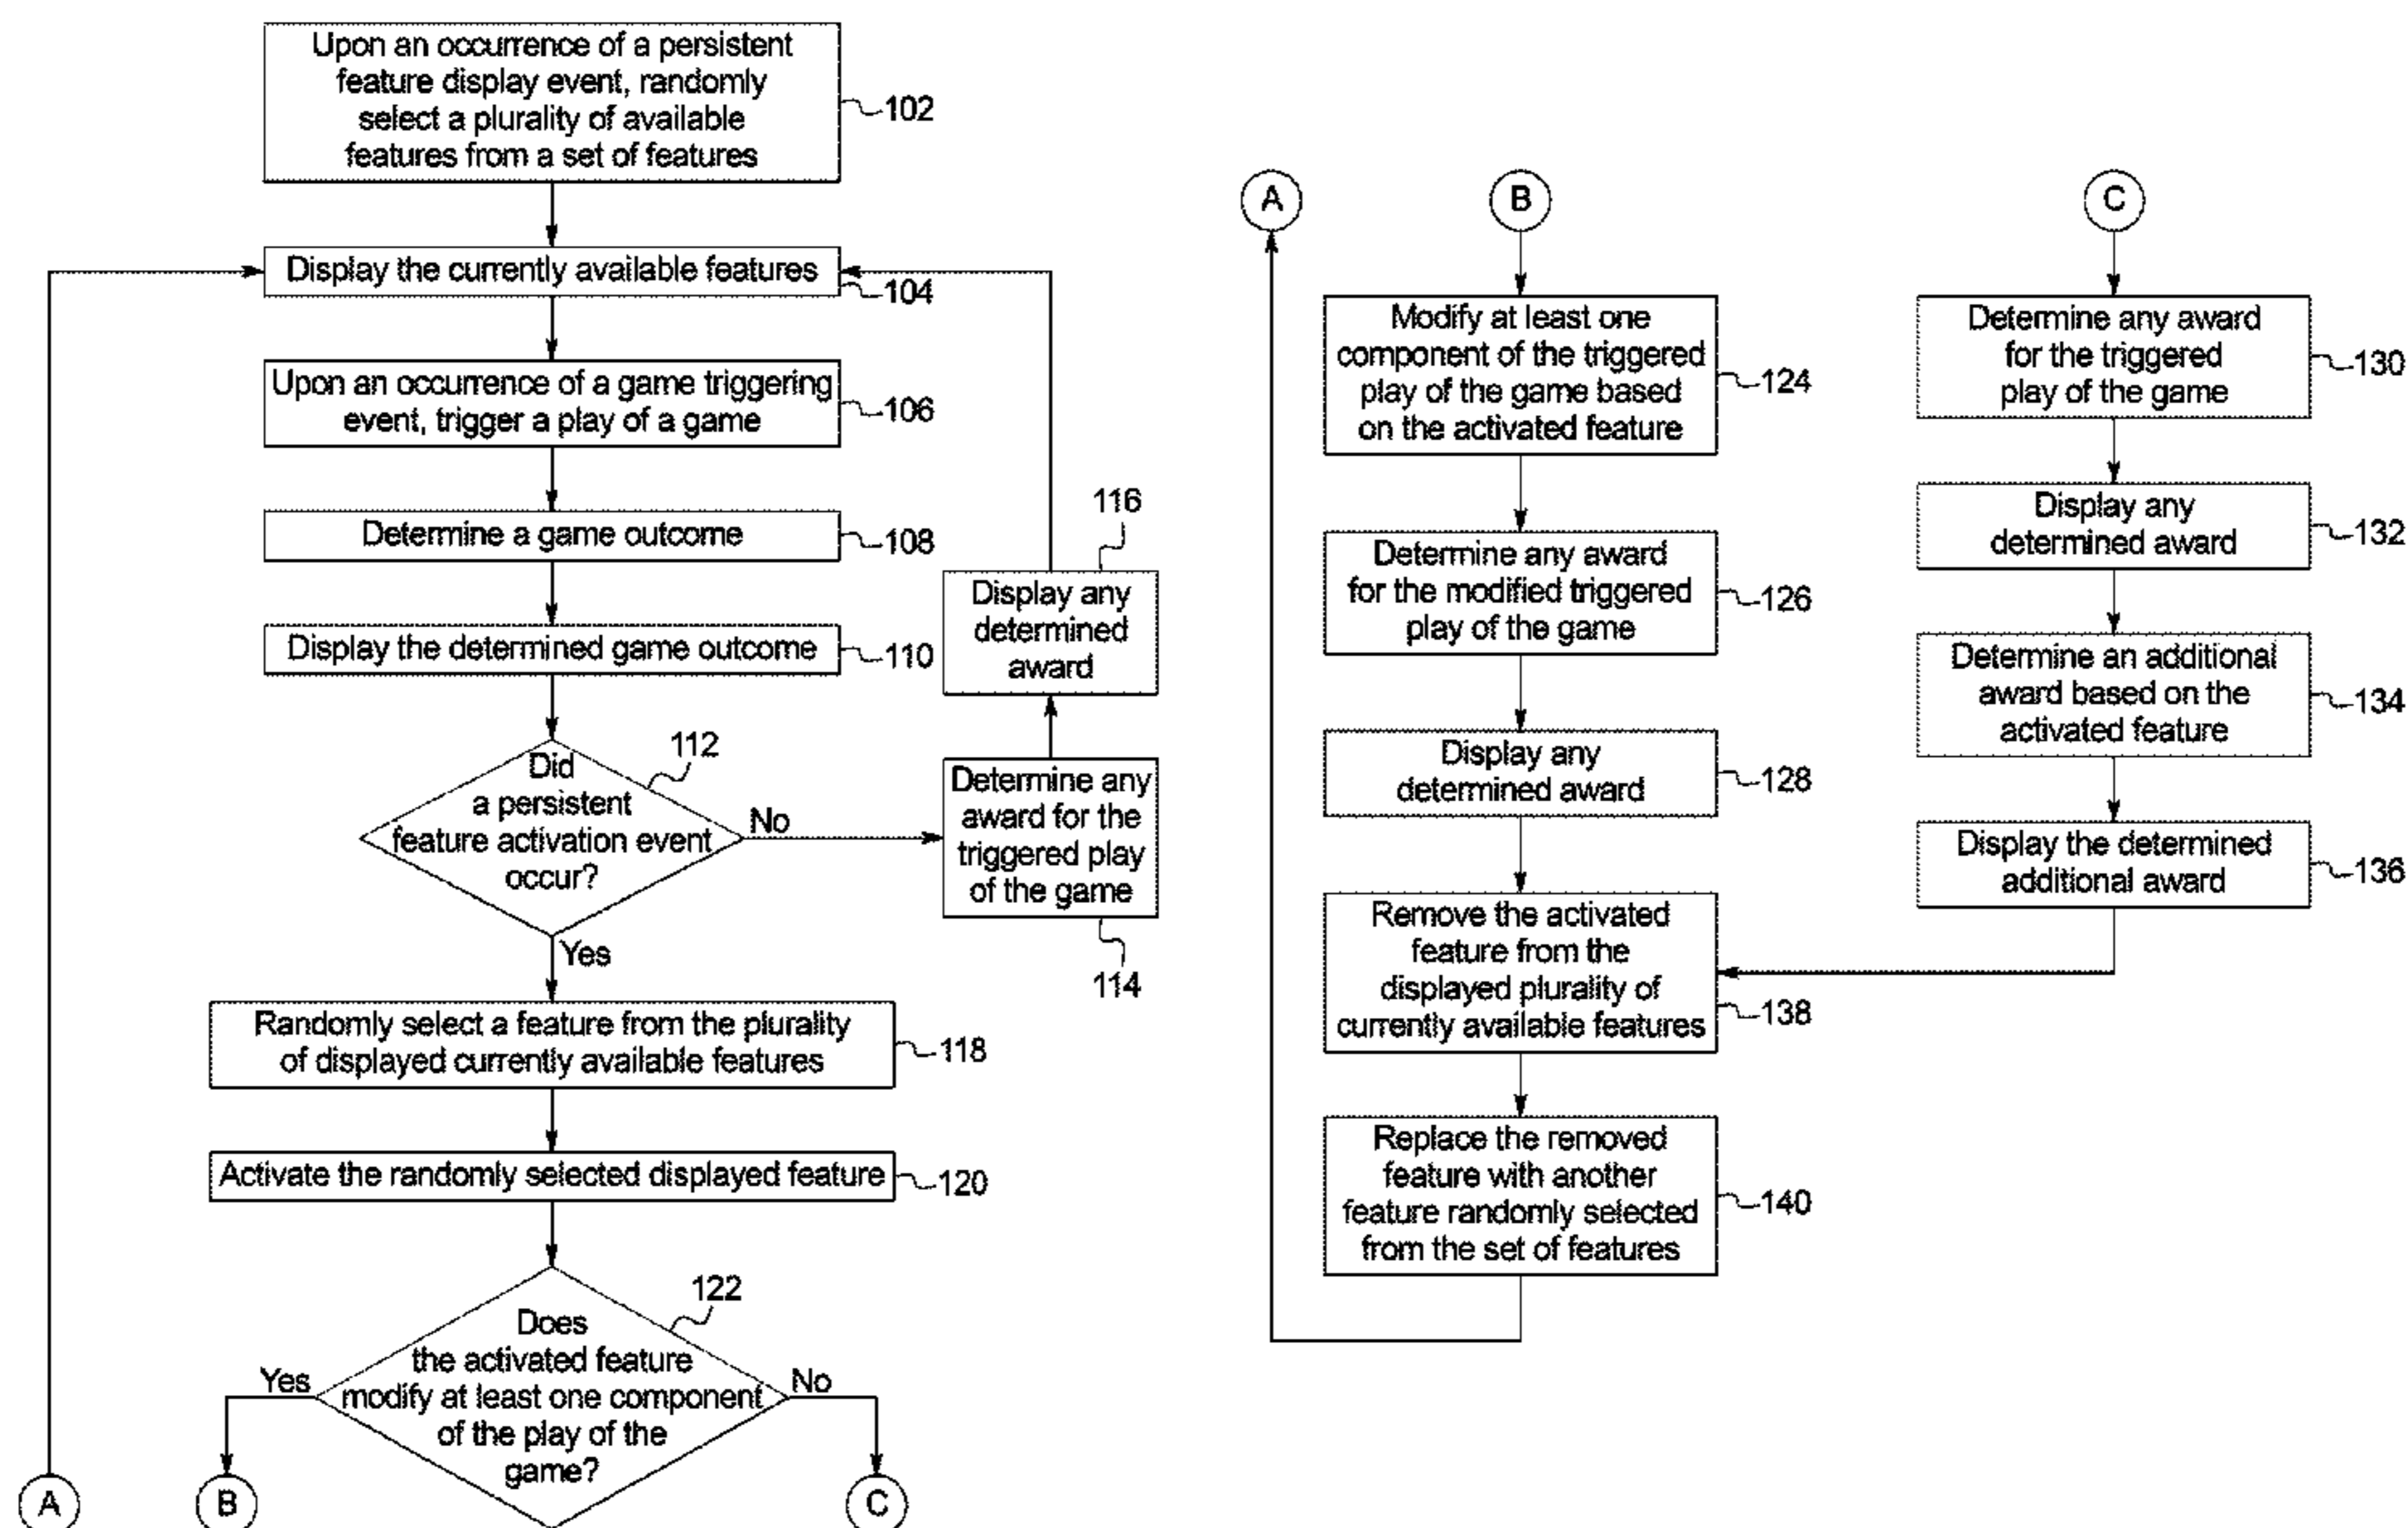 Upon an occurrence of a persistent
feature display event, randomly
select a plurality of available
features from a set of features
102
Display the currently available features
104
Upon an occurrence of a game triggering
event, trigger a play of a game
106
Determine a game outcome
108
Display the determined game outcome
110
Did
a persistent
feature activation event
occur?
112
No
Yes
Determine any
award for the
triggered play
of the game
114
Display any
determined
award
116
Randomly select a feature from the plurality
of displayed currently available features
118
Activate the randomly selected displayed feature
120
Does
the activated feature
modify at least one component
of the play of the
game?
122
Yes
No
A
B
C
A
B
C
Modify at least one
component of the triggered
play of the game based
on the activated feature
124
Determine any award
for the modified triggered
play of the game
126
Display any
determined award
128
Remove the activated
feature from the
displayed plurality of
currently available features
138
Replace the removed
feature with another
feature randomly selected
from the set of features
140
Determine any award
for the triggered
play of the game
130
Display any
determined award
132
Determine an additional
award based on the
activated feature
134
Display the determined
additional award
136